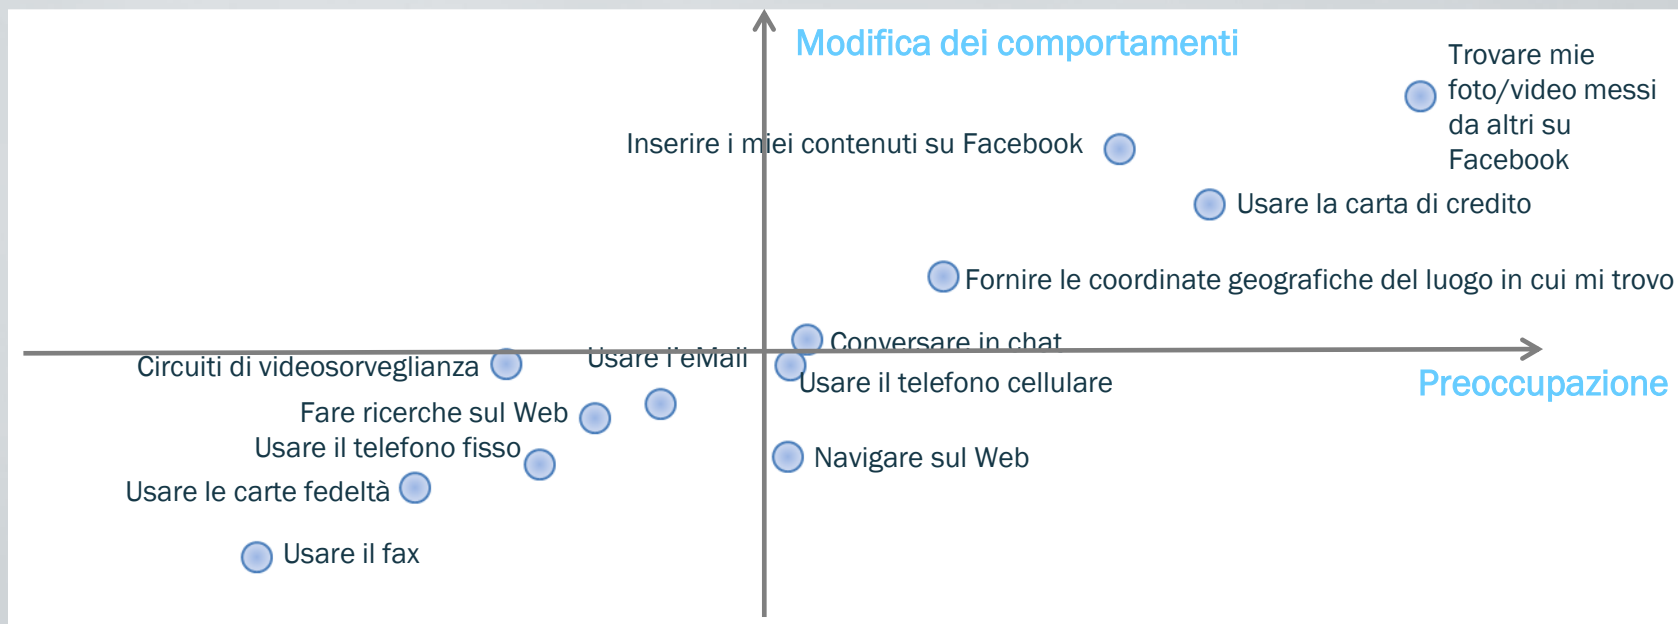 Modifica dei comportamenti
Trovare mie
foto/video messi
da altri su
Facebook
Inserire i miei contenuti su Facebook
Usare la carta di credito
Fornire le coordinate geografiche del luogo in cui mi trovo
Conversare in chat
Usare l'eMail
Circuiti di videosorveglianza
Usare il telefono cellulare
Preoccupazione
Fare ricerche sul Web
Usare il telefono fisso
Navigare sul Web
Usare le carte fedeltà
Usare il fax